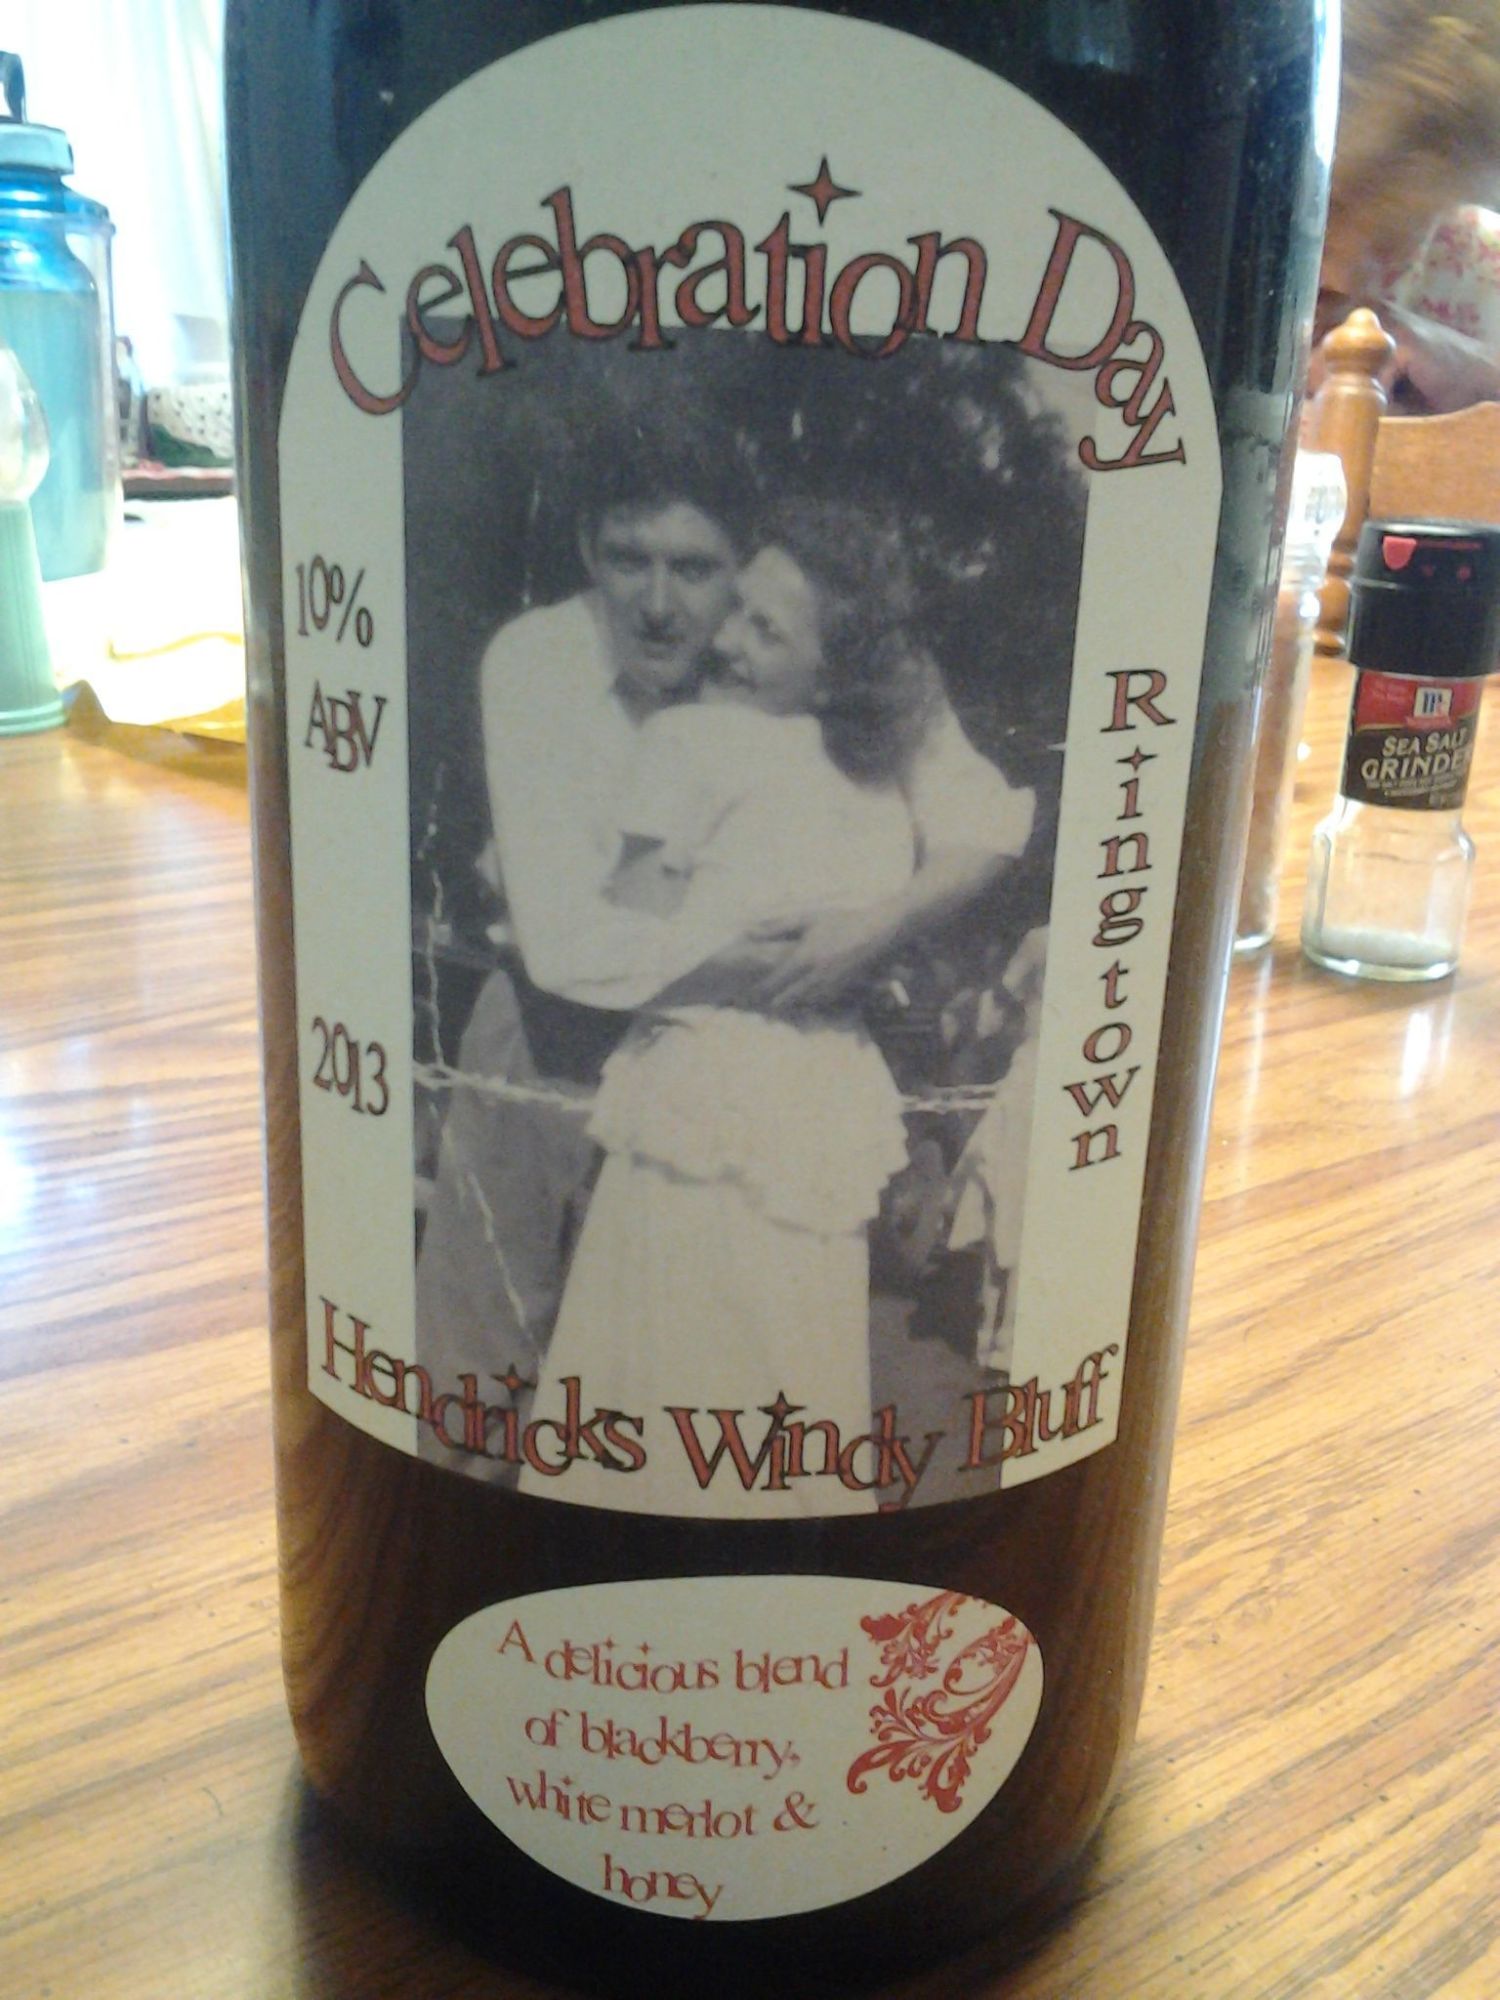 Celebration Day
10%
ABV
2013
Ringtown
Hendricks Windy Bluff
A delicious blend
of blackberry,
white merlot &
honey
SEA SALT
GRINDER